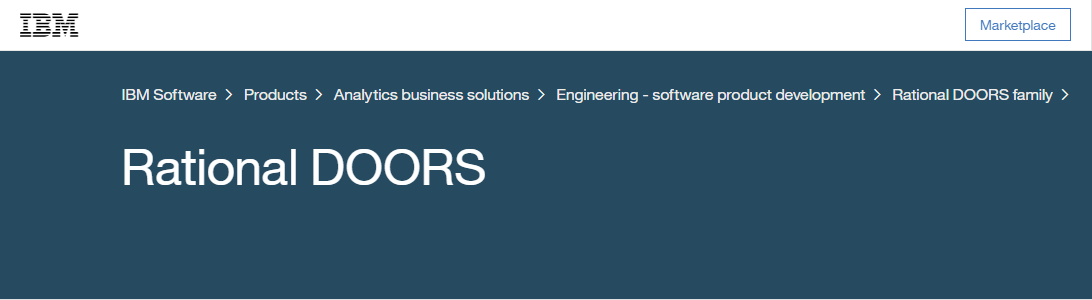 IBM
Marketplace
IBM Software > Products > Analytics business solutions > Engineering - software product development > Rational DOORS family >
Rational DOORS